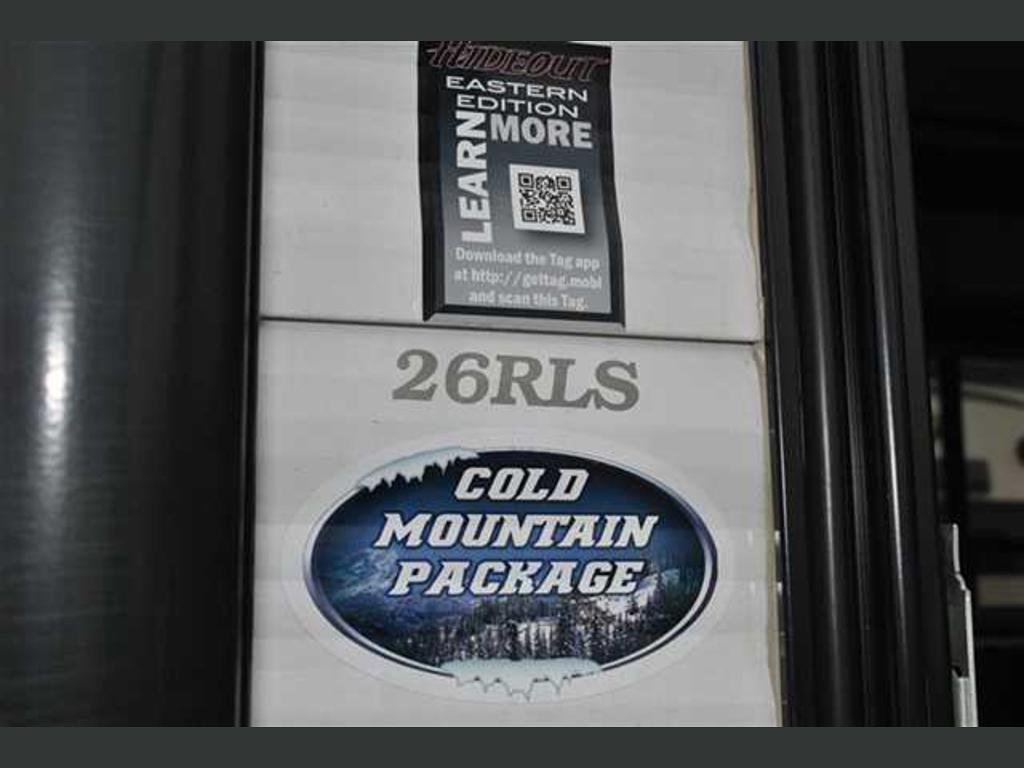 HIDEOUT
EASTERN
EDITION
LEARN
MORE
Download the Tag app
at http://gettag.mobi
and scan this Tag.
26RLS
COLD
MOUNTAIN
PACKAGE